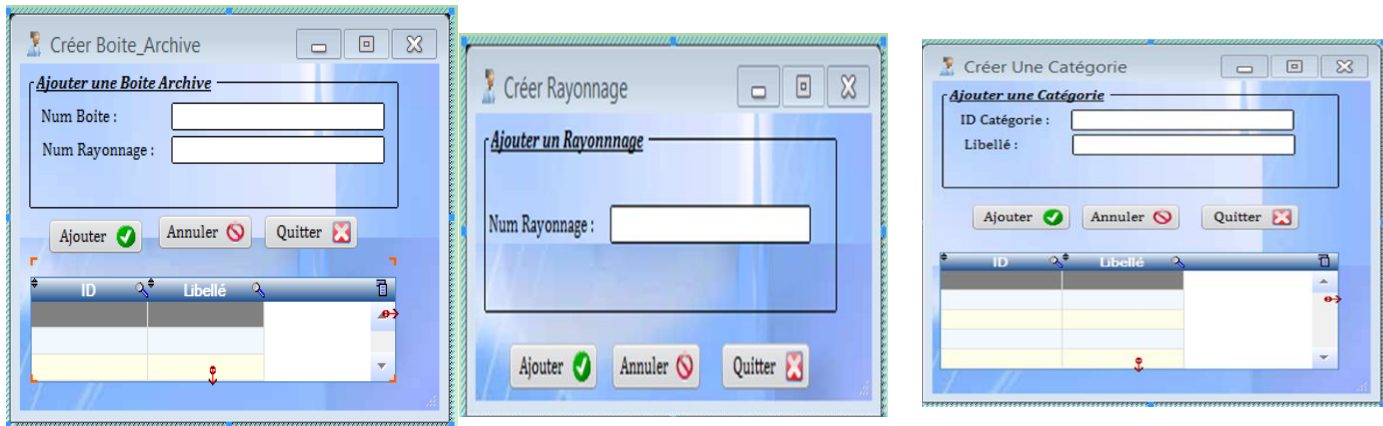 Créer Boite_Archive
Ajouter une Boite Archive
Num Boite :
Num Rayonnage :
Ajouter
Annuler
Quitter
ID
Libellé
Créer Rayonnage
Ajouter un Rayonnnage
Num Rayonnage :
Ajouter
Annuler
Quitter
Créer Une Catégorie
Ajouter une Catégorie
ID Catégorie :
Libellé :
Ajouter
Annuler
Quitter
ID
Libellé